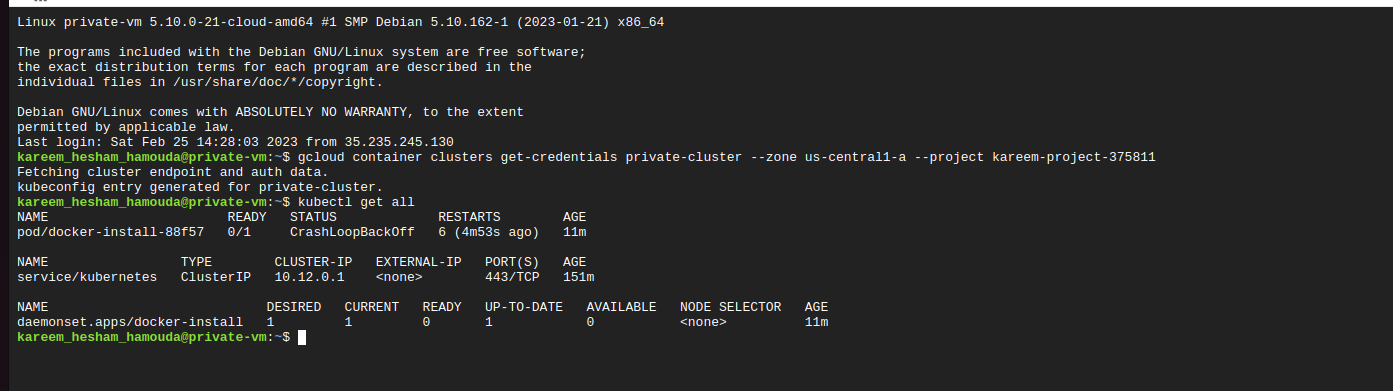 Linux private-vm 5.10.0-21-cloud-amd64 #1 SMP Debian 5.10.162-1 (2023-01-21) x86_64
The programs included with the Debian GNU/Linux system are free software;
the exact distribution terms for each program are described in the
individual files in /usr/share/doc/*/copyright.
Debian GNU/Linux comes with ABSOLUTELY NO WARRANTY, to the extent
permitted by applicable law.
Last login: Sat Feb 25 14:28:03 2023 from 35.235.245.130
kareem_hesham_hamouda@private-vm:~$ gcloud container clusters get-credentials private-cluster --zone us-central1-a --project kareem-project-375811
Fetching cluster endpoint and auth data.
kubeconfig entry generated for private-cluster.
kareem_hesham_hamouda@private-vm:~$ kubectl get all
NAME READY STATUS RESTARTS AGE
pod/docker-install-88f57 0/1 CrashLoopBackOff 6 (4m53s ago) 11m
NAME TYPE CLUSTER-IP EXTERNAL-IP PORT(S) AGE
service/kubernetes ClusterIP 10.12.0.1 <none> 443/TCP 151m
NAME DESIRED CURRENT READY UP-TO-DATE AVAILABLE NODE SELECTOR AGE
daemonset.apps/docker-install 1 1 0 1 0 <none> 11m
kareem_hesham_hamouda@private-vm:~$